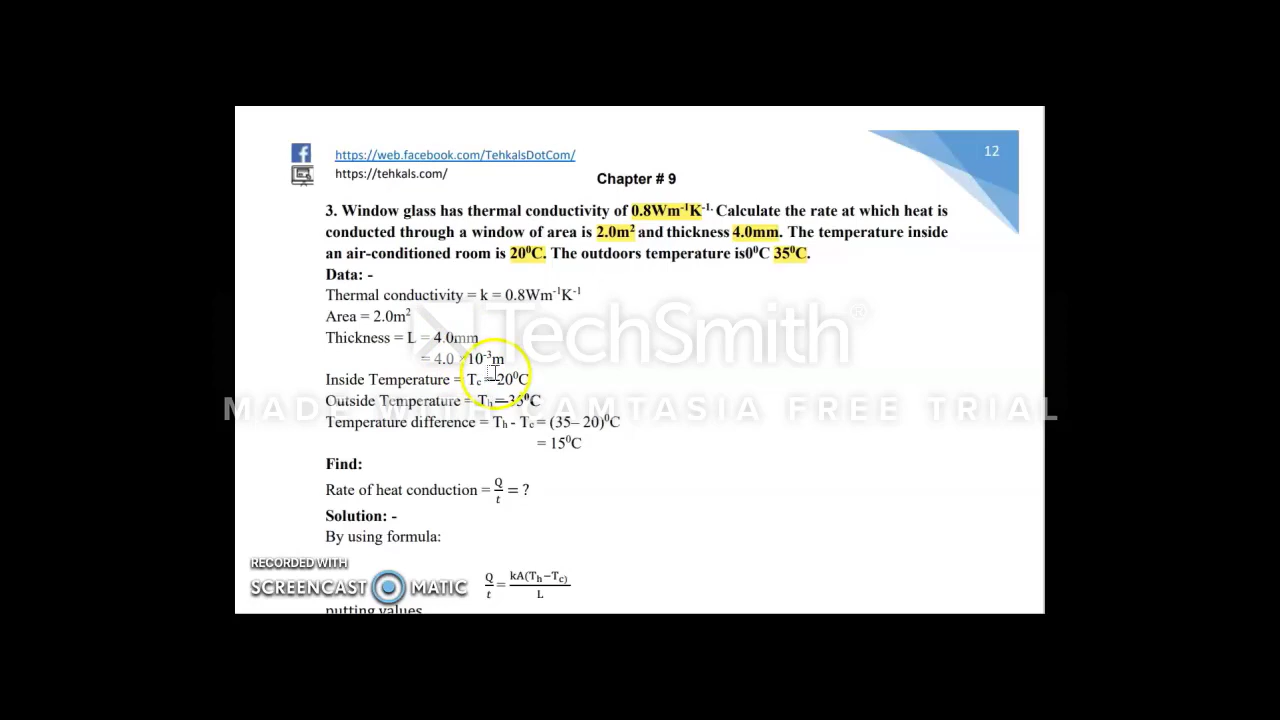 https://web.facebook.com/TehkalsDotCom/
12
https://tehkals.com/
Chapter # 9
3. Window glass has thermal conductivity of 0.8Wm⁻¹K⁻¹· Calculate the rate at which heat is
conducted through a window of area is 2.0m² and thickness 4.0mm. The temperature inside
an air-conditioned room is 20⁰C. The outdoors temperature is0⁰C 35⁰C.
Data: -
Thermal conductivity = k = 0.8Wm⁻¹K⁻¹
Area = 2.0m²
Thickness = L = 4.0mm
TechSmith®
= 4.0 ×10⁻³m
Inside Temperature = Tc = 20⁰C
Outside Temperature = Th = 35⁰C
MADE WITH CAMTASIA FREE TRIAL
Temperature difference = Th - Tc = (35– 20)⁰C
= 15⁰C
Find:
Rate of heat conduction = Q/t = ?
Solution: -
By using formula:
RECORDED WITH
SCREENCAST MATIC
Q/t = kA(Th−Tc)/L
putting values